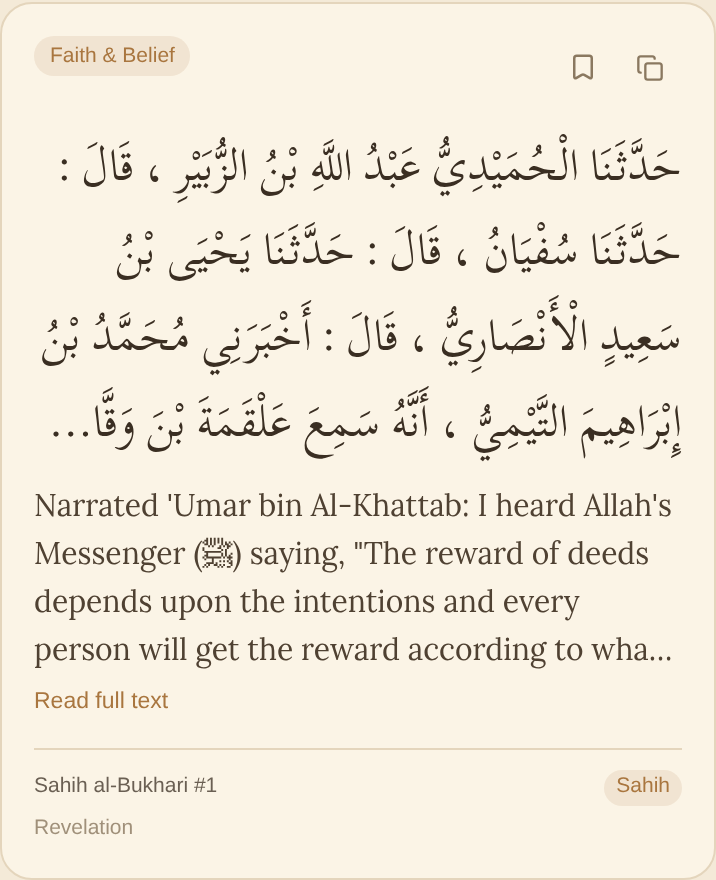 Faith & Belief
حَدَّثَنَا الْحُمَيْدِيُّ عَبْدُ اللَّهِ بْنُ الزُّبَيْرِ ، قَالَ :
حَدَّثَنَا سُفْيَانُ ، قَالَ : حَدَّثَنَا يَحْيَى بْنُ
سَعِيدٍ الْأَنْصَارِيُّ ، قَالَ : أَخْبَرَنِي مُحَمَّدُ بْنُ
إِبْرَاهِيمَ التَّيْمِيُّ ، أَنَّهُ سَمِعَ عَلْقَمَةَ بْنَ وَقَّا...
Narrated 'Umar bin Al-Khattab: I heard Allah's
Messenger (ﷺ) saying, "The reward of deeds
depends upon the intentions and every
person will get the reward according to wha...
Read full text
Sahih al-Bukhari #1
Sahih
Revelation